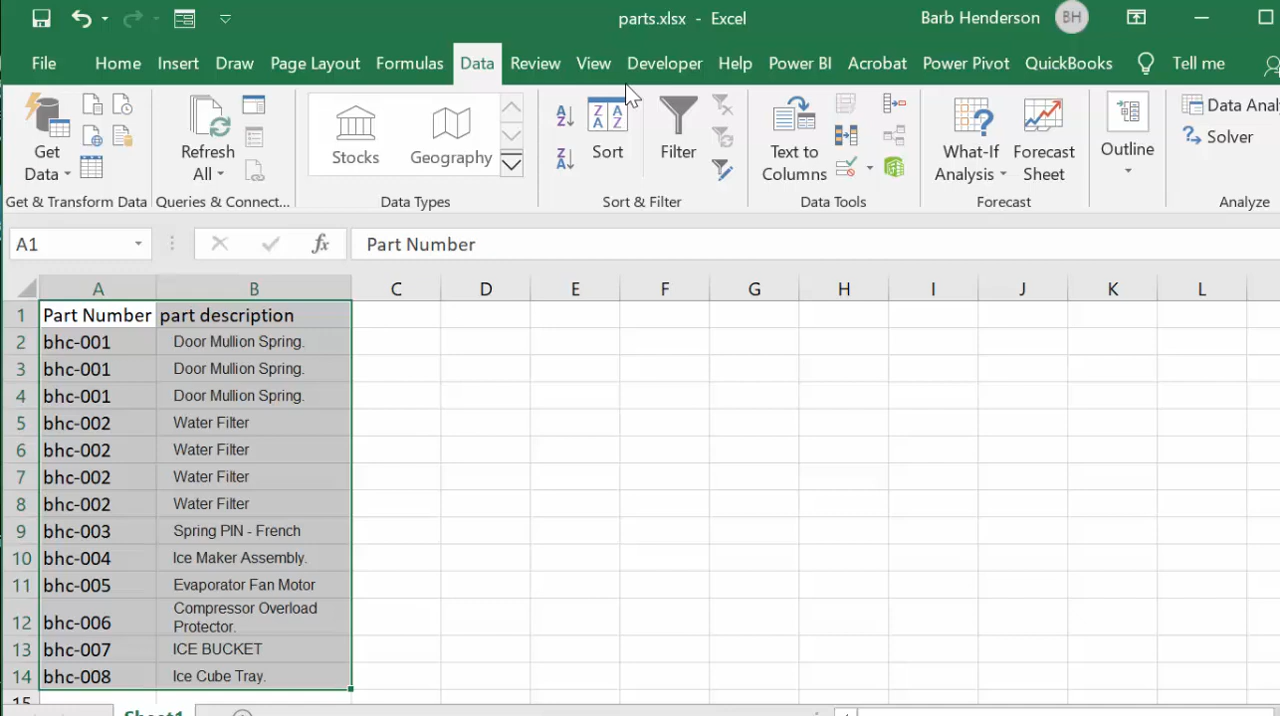 parts.xlsx - Excel
Barb Henderson BH
File Home Insert Draw Page Layout Formulas Data Review View Developer Help Power BI Acrobat Power Pivot QuickBooks Tell me
Get Data
Refresh All
Stocks
Geography
Sort
Filter
Text to Columns
What-If Analysis
Forecast Sheet
Outline
Data Anal
Solver
Get & Transform Data Queries & Connect... Data Types Sort & Filter Data Tools Forecast Analyze
A1 fx Part Number
A B C D E F G H I J K L
1 Part Number part description
2 bhc-001 Door Mullion Spring.
3 bhc-001 Door Mullion Spring.
4 bhc-001 Door Mullion Spring.
5 bhc-002 Water Filter
6 bhc-002 Water Filter
7 bhc-002 Water Filter
8 bhc-002 Water Filter
9 bhc-003 Spring PIN - French
10 bhc-004 Ice Maker Assembly.
11 bhc-005 Evaporator Fan Motor
12 bhc-006 Compressor Overload
Protector.
13 bhc-007 ICE BUCKET
14 bhc-008 Ice Cube Tray.
15
Sheet1